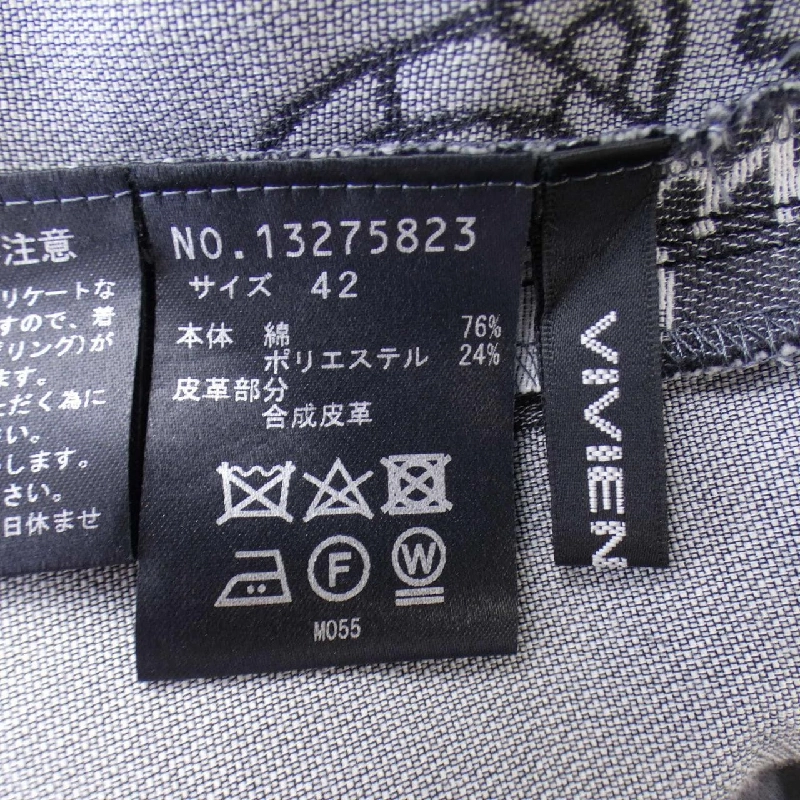 注意
リケートな
すので、着
リング)が
ます。
ただく為に
さい。
します。
さい。
日休ませ
NO.13275823
サイズ 42
本体 綿 76%
ポリエステル 24%
皮革部分
合成皮革
F
W
M055
VIVIEN